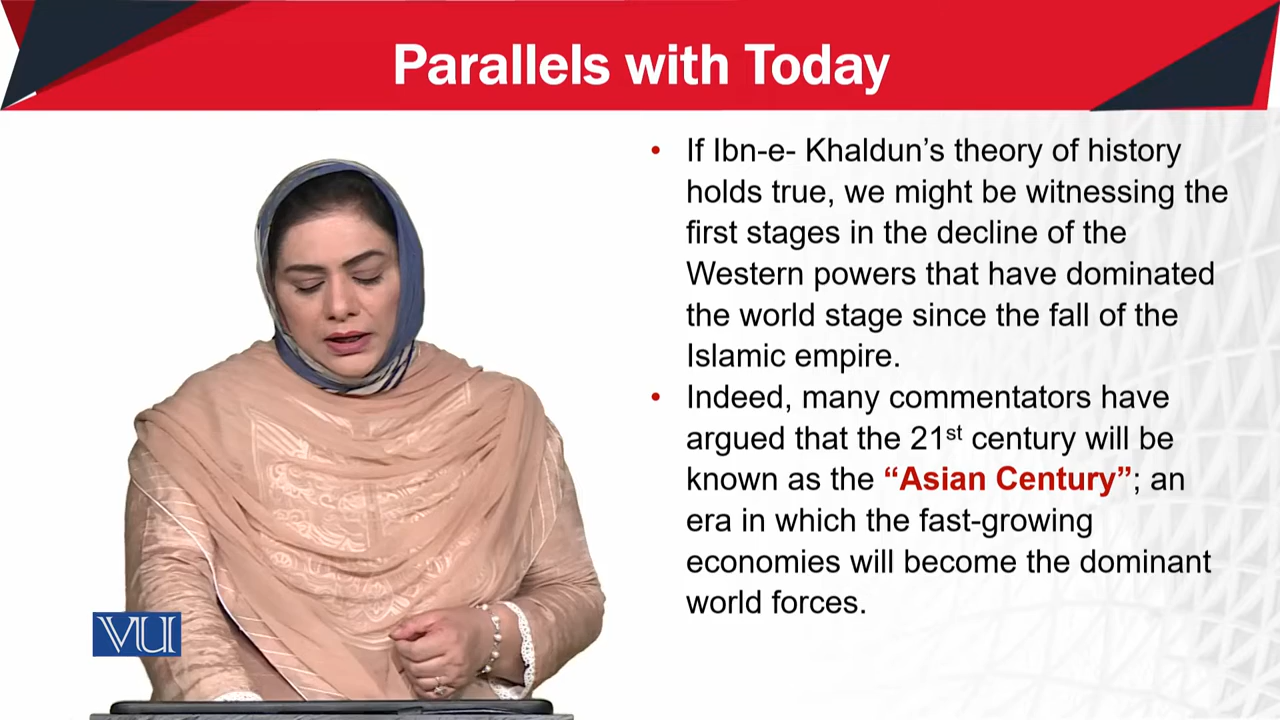 Parallels with Today
• If Ibn-e- Khaldun’s theory of history
holds true, we might be witnessing the
first stages in the decline of the
Western powers that have dominated
the world stage since the fall of the
Islamic empire.
• Indeed, many commentators have
argued that the 21st century will be
known as the “Asian Century”; an
era in which the fast-growing
economies will become the dominant
world forces.
VU